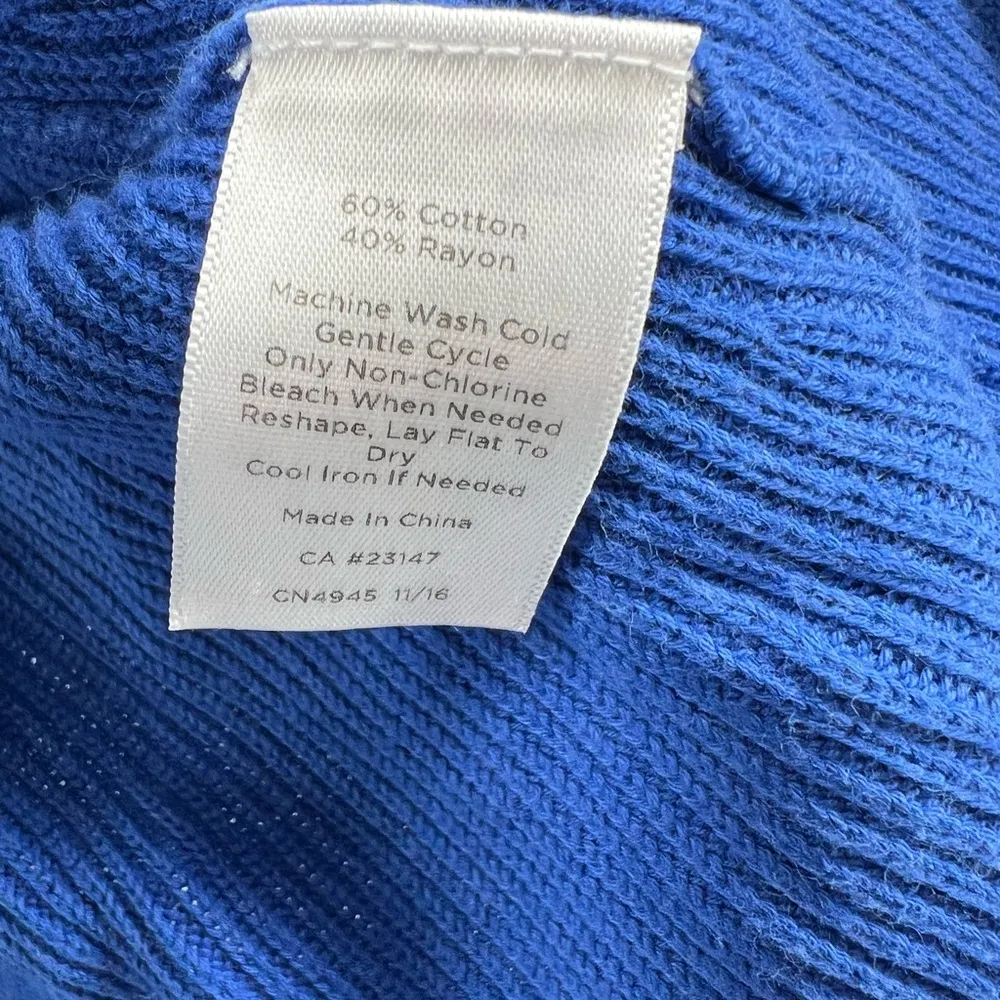 60% Cotton
40% Rayon
Machine Wash Cold
Gentle Cycle
Only Non-Chlorine
Bleach When Needed
Reshape, Lay Flat To
Dry
Cool Iron If Needed
Made In China
CA #23147
CN4945 11/16